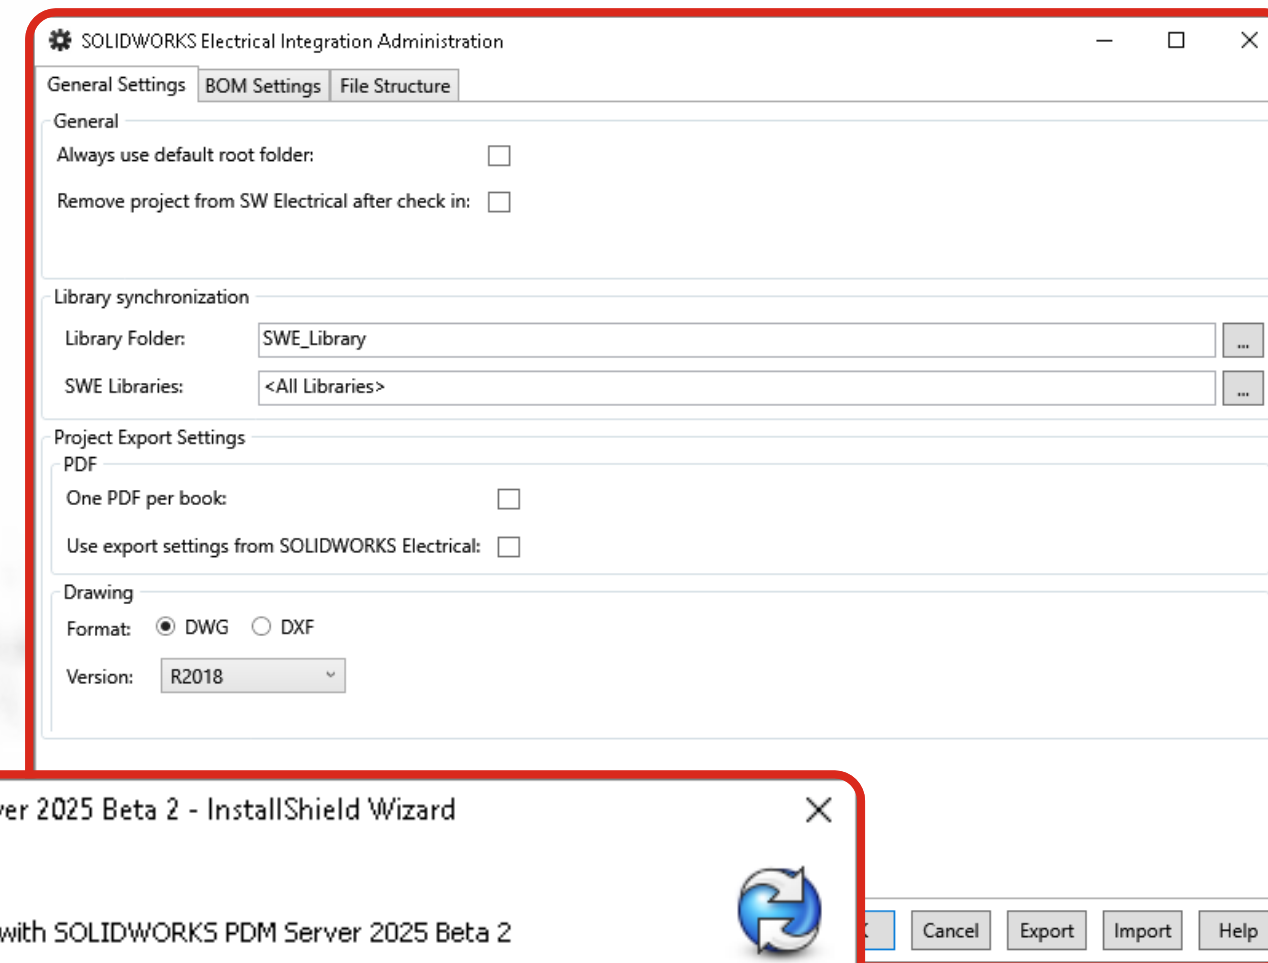 SOLIDWORKS Electrical Integration Administration
General Settings BOM Settings File Structure
General
Always use default root folder:
Remove project from SW Electrical after check in:
Library synchronization
Library Folder: SWE_Library ...
SWE Libraries: <All Libraries> ...
Project Export Settings
PDF
One PDF per book:
Use export settings from SOLIDWORKS Electrical:
Drawing
Format: DWG DXF
Version: R2018
2025 Beta 2 - InstallShield Wizard
with SOLIDWORKS PDM Server 2025 Beta 2
Cancel Export Import Help